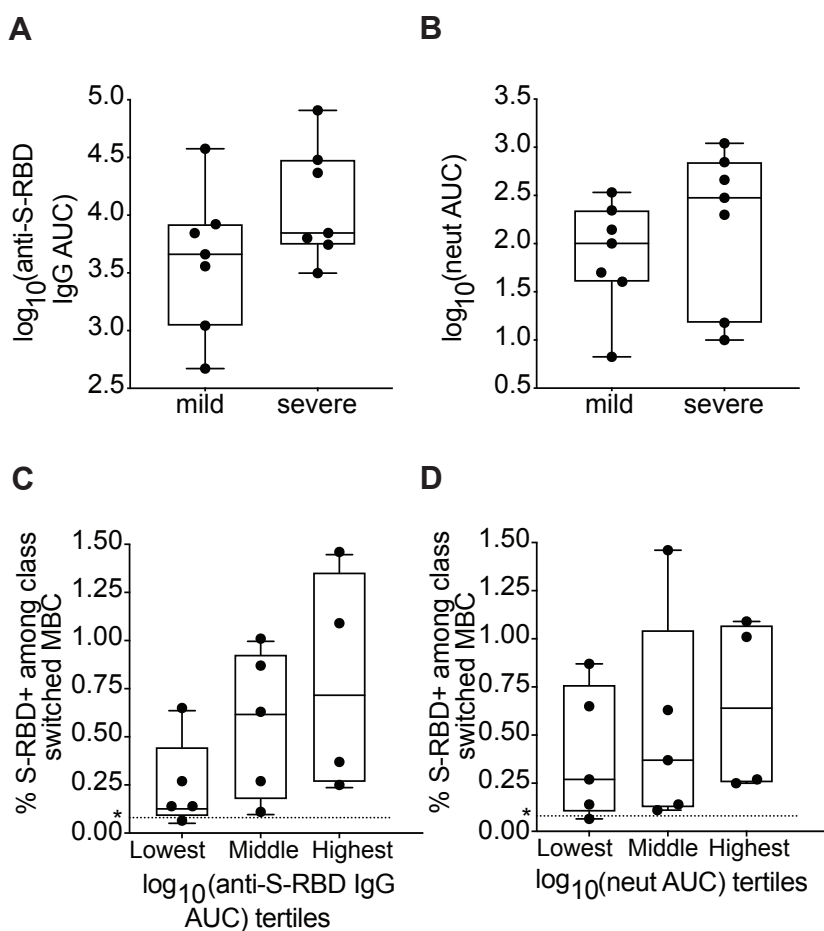 A
log10(anti-S-RBD
IgG AUC)
5.0
4.5
4.0
3.5
3.0
2.5
mild severe
B
log10(neut AUC)
3.5
3.0
2.5
2.0
1.5
1.0
0.5
mild severe
C
% S-RBD+ among class
switched MBC
1.50
1.25
1.00
0.75
0.50
0.25
*
0.00
Lowest Middle Highest
log10(anti-S-RBD IgG
AUC) tertiles
D
% S-RBD+ among class
switched MBC
1.50
1.25
1.00
0.75
0.50
0.25
*
0.00
Lowest Middle Highest
log10(neut AUC) tertiles